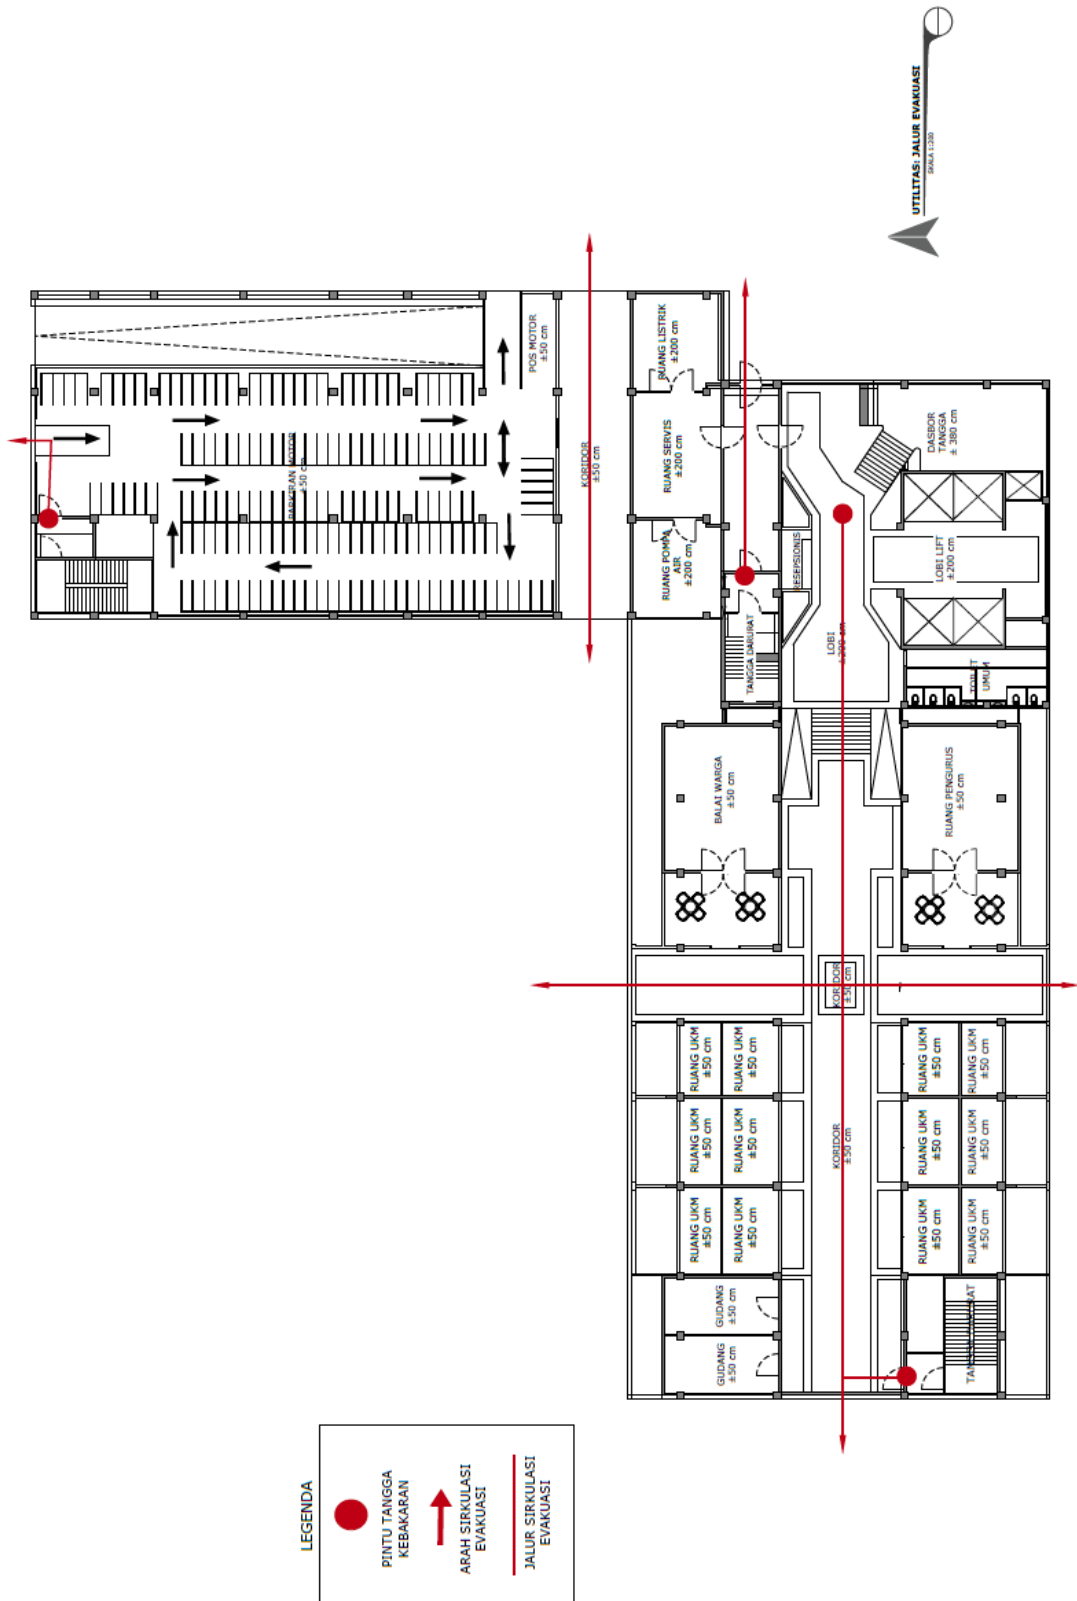 UTILITAS: JALUR EVAKUASI
SKALA 1:200
POS MOTOR
±50 cm
PARKIRAN MOTOR
±50 cm
KORIDOR
±50 cm
RUANG LISTRIK
±200 cm
RUANG SERVIS
±200 cm
RUANG POMPA
AIR
±200 cm
TANGGA DARURAT
RESEPSIONIS
LOBI
±200 cm
DASBOR
TANGGA
± 380 cm
LOBI LIFT
±200 cm
TOILET
UMUM
BALAI WARGA
±50 cm
RUANG PENGURUS
±50 cm
KORIDOR
±50 cm
RUANG UKM
±50 cm
RUANG UKM
±50 cm
RUANG UKM
±50 cm
RUANG UKM
±50 cm
RUANG UKM
±50 cm
RUANG UKM
±50 cm
KORIDOR
±50 cm
RUANG UKM
±50 cm
RUANG UKM
±50 cm
RUANG UKM
±50 cm
RUANG UKM
±50 cm
RUANG UKM
±50 cm
RUANG UKM
±50 cm
GUDANG
±50 cm
GUDANG
±50 cm
TANGGA DARURAT
LEGENDA
PINTU TANGGA
KEBAKARAN
ARAH SIRKULASI
EVAKUASI
JALUR SIRKULASI
EVAKUASI